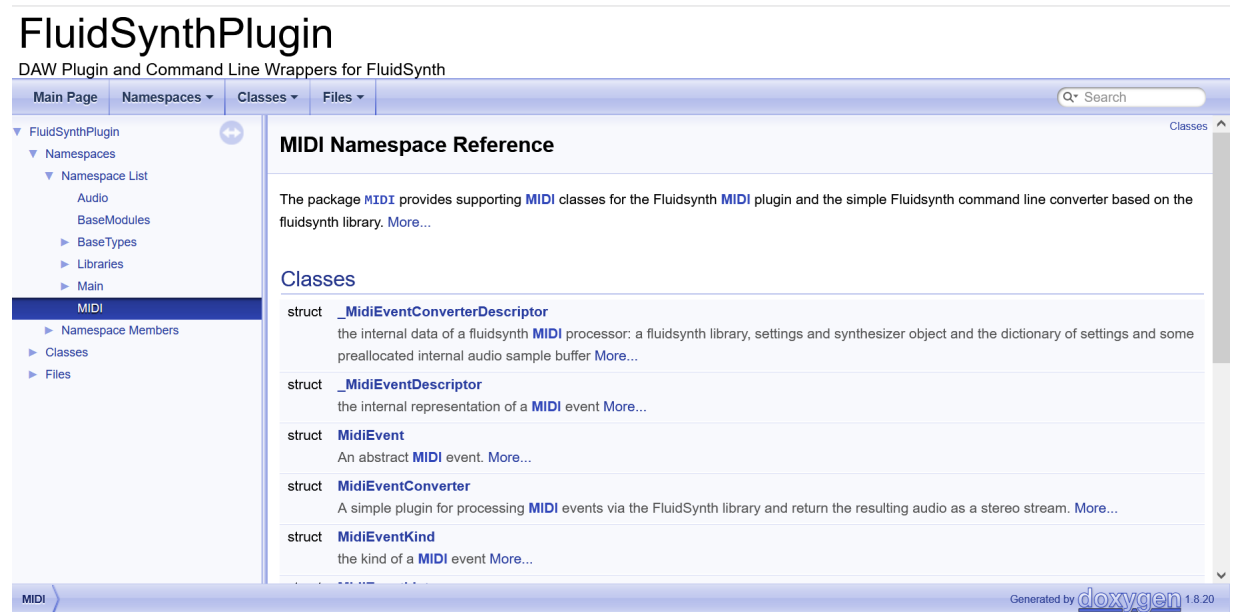 FluidSynthPlugin
DAW Plugin and Command Line Wrappers for FluidSynth
Main Page Namespaces Classes Files Search
FluidSynthPlugin
Namespaces
Namespace List
Audio
BaseModules
BaseTypes
Libraries
Main
MIDI
Namespace Members
Classes
Files
Classes
MIDI Namespace Reference
The package MIDI provides supporting MIDI classes for the Fluidsynth MIDI plugin and the simple Fluidsynth command line converter based on the
fluidsynth library. More...
Classes
struct _MidiEventConverterDescriptor
the internal data of a fluidsynth MIDI processor: a fluidsynth library, settings and synthesizer object and the dictionary of settings and some
preallocated internal audio sample buffer More...
struct _MidiEventDescriptor
the internal representation of a MIDI event More...
struct MidiEvent
An abstract MIDI event. More...
struct MidiEventConverter
A simple plugin for processing MIDI events via the FluidSynth library and return the resulting audio as a stereo stream. More...
struct MidiEventKind
the kind of a MIDI event More...
MIDI
Generated by doxygen 1.8.20